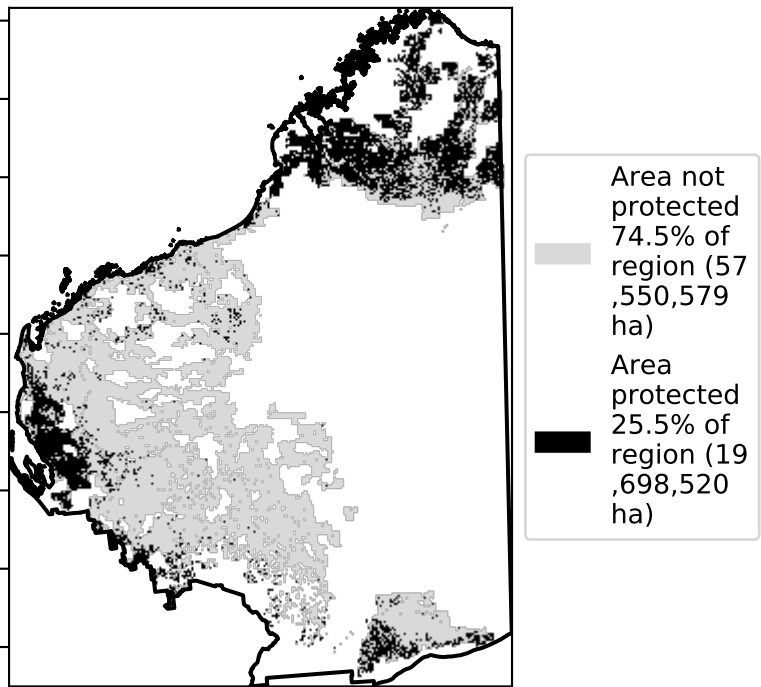 Area not
protected
74.5% of
region (57
,550,579
ha)
Area
protected
25.5% of
region (19
,698,520
ha)